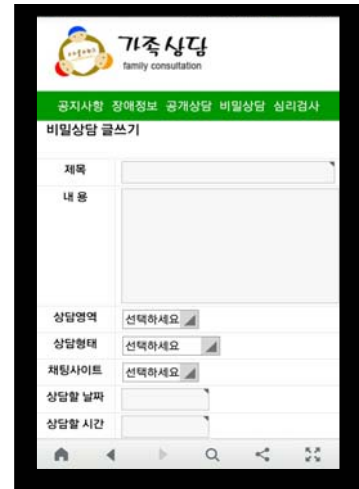 가족상담
family consultation
공지사항 장애정보 공개상담 비밀상담 심리검사
비밀상담 글쓰기
제목
내 용
상담영역 선택하세요
상담형태 선택하세요
채팅사이트 선택하세요
상담할 날짜
상담할 시간